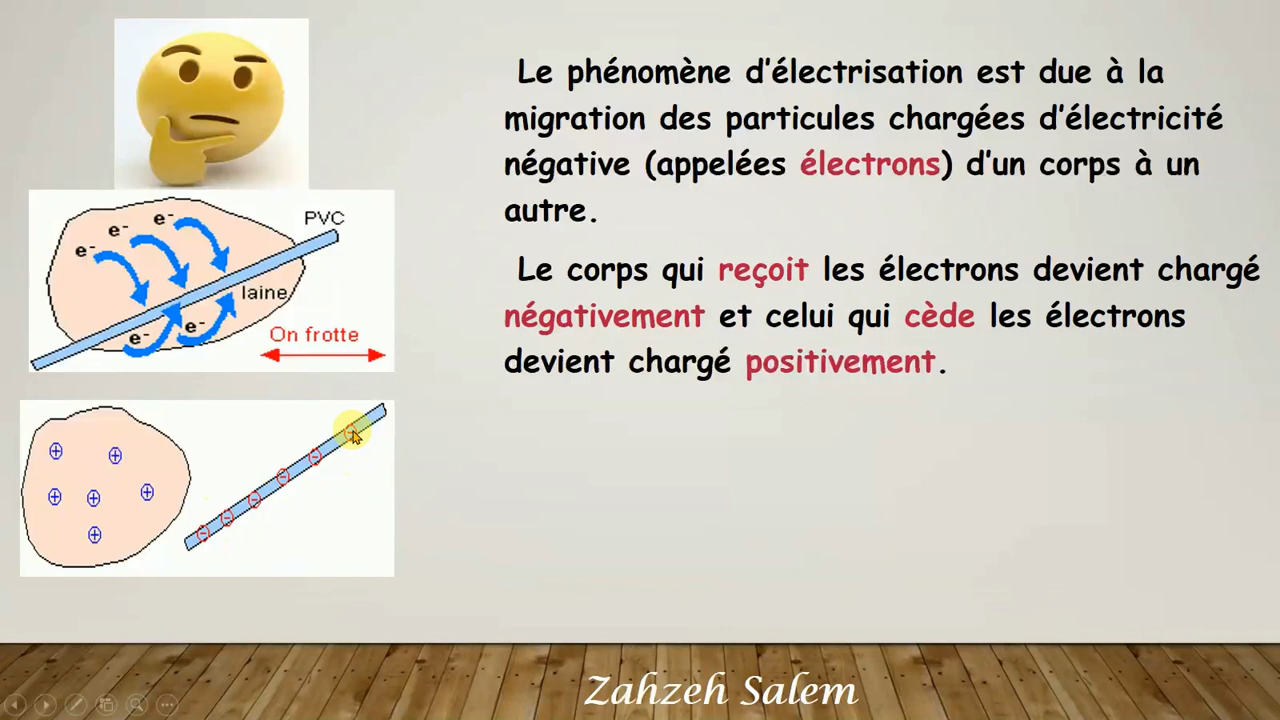 Le phénomène d'électrisation est due à la
migration des particules chargées d'électricité
négative (appelées électrons) d'un corps à un
autre.
Le corps qui reçoit les électrons devient chargé
négativement et celui qui cède les électrons
devient chargé positivement.
e-
e-
e-
PVC
laine
e-
e-
On frotte
+
+
+
+
+
+
-
-
-
-
-
-
Zahzeh Salem